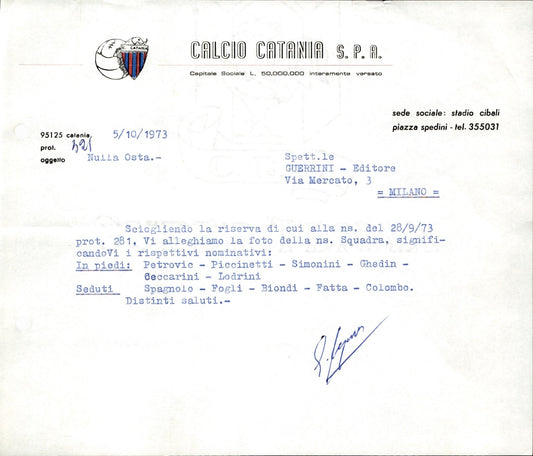 CATANIA
CALCIO CATANIA S. P. A.
Capitale Sociale L. 50.000.000 interamente versato
sede sociale: stadio cibali
piazza spedini - tel. 355031
95125 catania, 5/10/1973
prot. 421
oggetto Nulla Osta.-
Spett.le
GUERRINI - Editore
Via Mercato, 3
= MILANO =
Sciogliendo la riserva di cui alla ns. del 28/9/73
prot. 281, Vi alleghiamo la foto della ns. Squadra, signifi-
candoVi i rispettivi nominativi:
In piedi: Petrovic - Piccinetti - Simonini - Ghedin -
Ceccarini - Lodrini
Seduti Spagnolo - Fogli - Biondi - Fatta - Colombo.
Distinti saluti.-